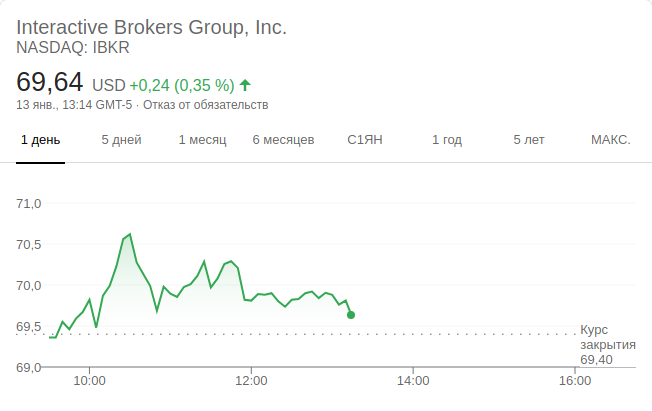 Interactive Brokers Group, Inc.
NASDAQ: IBKR
69,64 USD +0,24 (0,35 %)
13 янв., 13:14 GMT-5 · Отказ от обязательств
1 день 5 дней 1 месяц 6 месяцев С1ЯН 1 год 5 лет МАКС.
71,0
70,5
70,0
69,5
69,0
Курс
закрытия
69,40
10:00 12:00 14:00 16:00